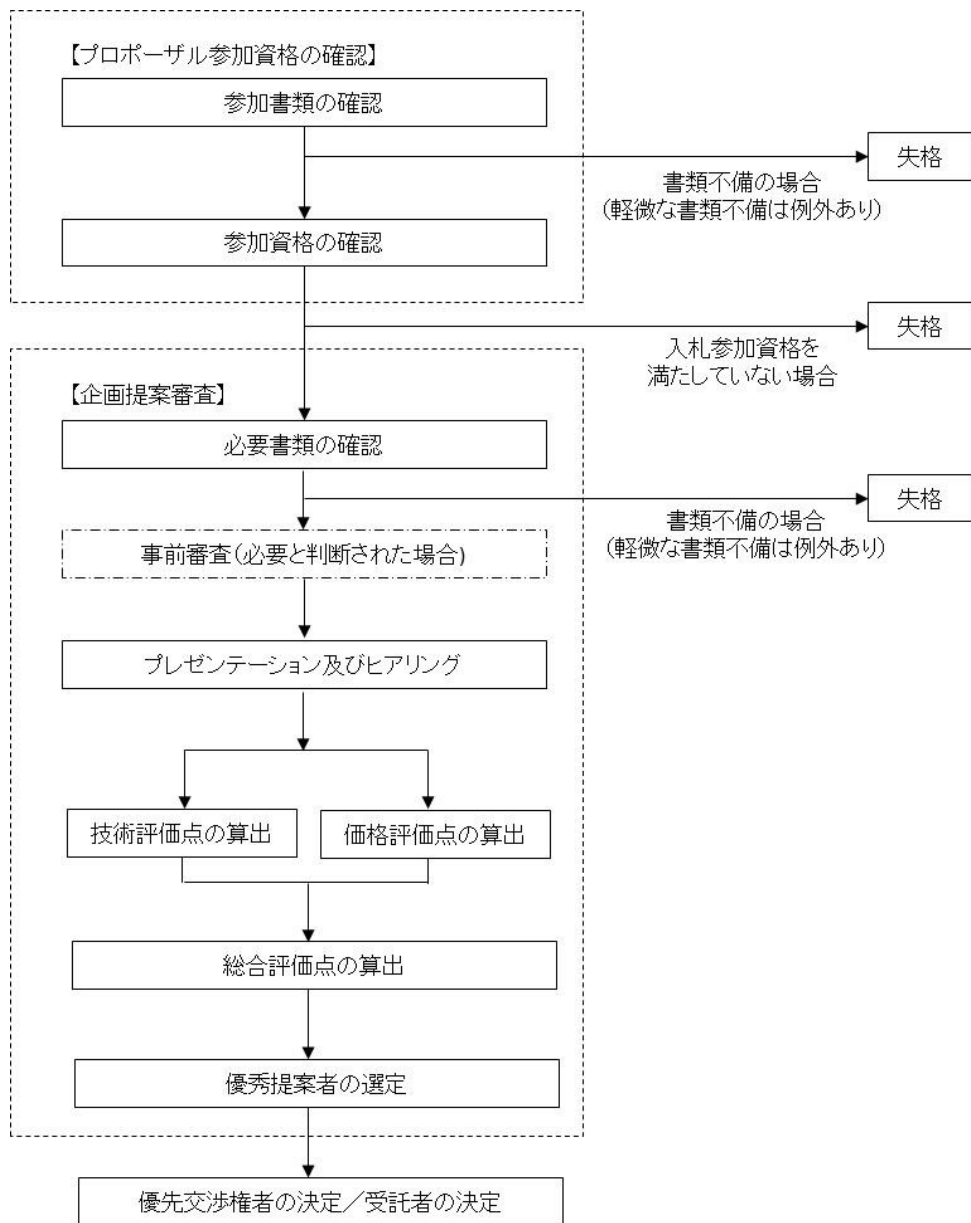 【プロポーザル参加資格の確認】
参加書類の確認
失格
書類不備の場合
(軽微な書類不備は例外あり)
参加資格の確認
失格
入札参加資格を
満たしていない場合
【企画提案審査】
必要書類の確認
失格
書類不備の場合
(軽微な書類不備は例外あり)
事前審査(必要と判断された場合)
プレゼンテーション及びヒアリング
技術評価点の算出
価格評価点の算出
総合評価点の算出
優秀提案者の選定
優先交渉権者の決定／受託者の決定